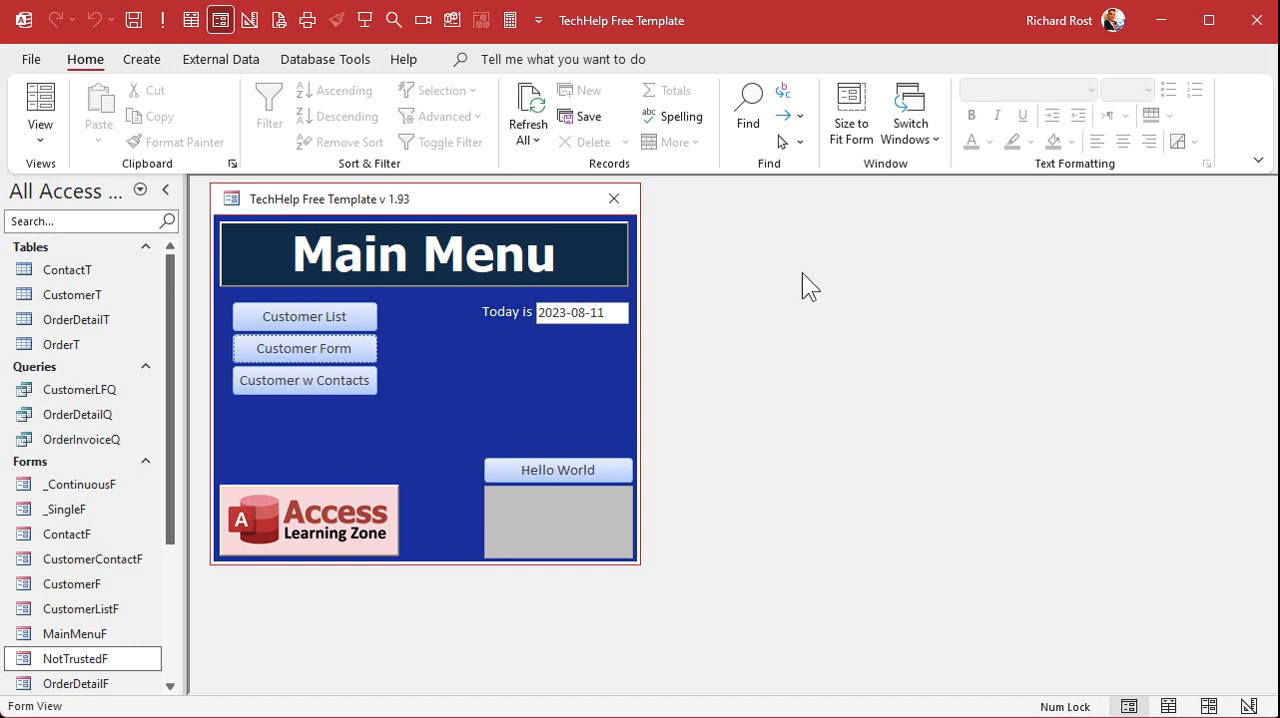 TechHelp Free Template
Richard Rost
File
Home
Create
External Data
Database Tools
Help
Tell me what you want to do
View
Views
Paste
Cut
Copy
Format Painter
Clipboard
Filter
Ascending
Descending
Remove Sort
Selection
Advanced
Toggle Filter
Sort & Filter
Refresh
All
New
Save
Delete
Totals
Spelling
More
Records
Find
Find
Size to
Fit Form
Switch
Windows
Window
B I U
A
Text Formatting
All Access ...
Search...
Tables
ContactT
CustomerT
OrderDetailT
OrderT
Queries
CustomerLFQ
OrderDetailQ
OrderInvoiceQ
Forms
_ContinuousF
_SingleF
ContactF
CustomerContactF
CustomerF
CustomerListF
MainMenuF
NotTrustedF
OrderDetailF
TechHelp Free Template v 1.93
Main Menu
Customer List
Customer Form
Customer w Contacts
Today is 2023-08-11
Hello World
A Access
Learning Zone
Form View
Num Lock